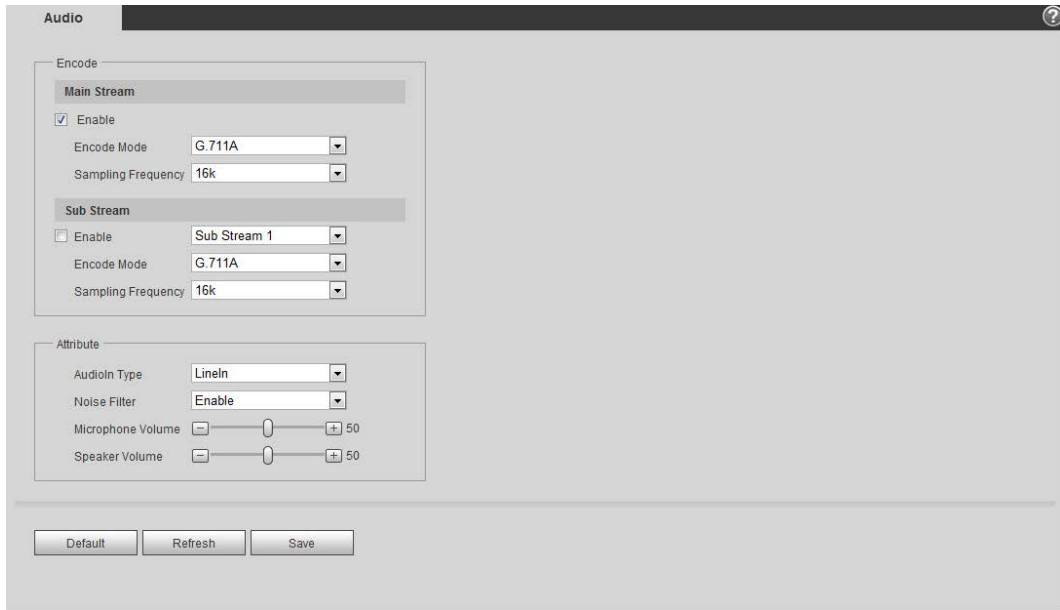 Audio
?
Encode
Main Stream
Enable
Encode Mode G.711A
Sampling Frequency 16k
Sub Stream
Enable Sub Stream 1
Encode Mode G.711A
Sampling Frequency 16k
Attribute
AudioIn Type LineIn
Noise Filter Enable
Microphone Volume 50
Speaker Volume 50
Default Refresh Save